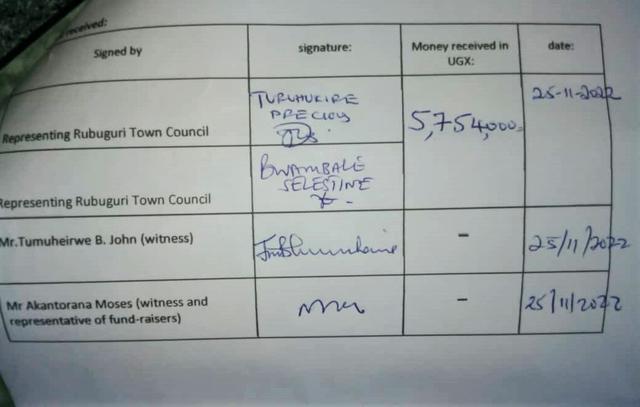 received:
Signed by signature: Money received in UGX: date:
Representing Rubuguri Town Council TURUHUKIRE PRECIOUS 5,754,000= 25-11-2022
Representing Rubuguri Town Council BWAMBALE SELESTINE
Mr.Tumuheirwe B. John (witness) - 25/11/2022
Mr Akantorana Moses (witness and
representative of fund-raisers) - 25/11/2022